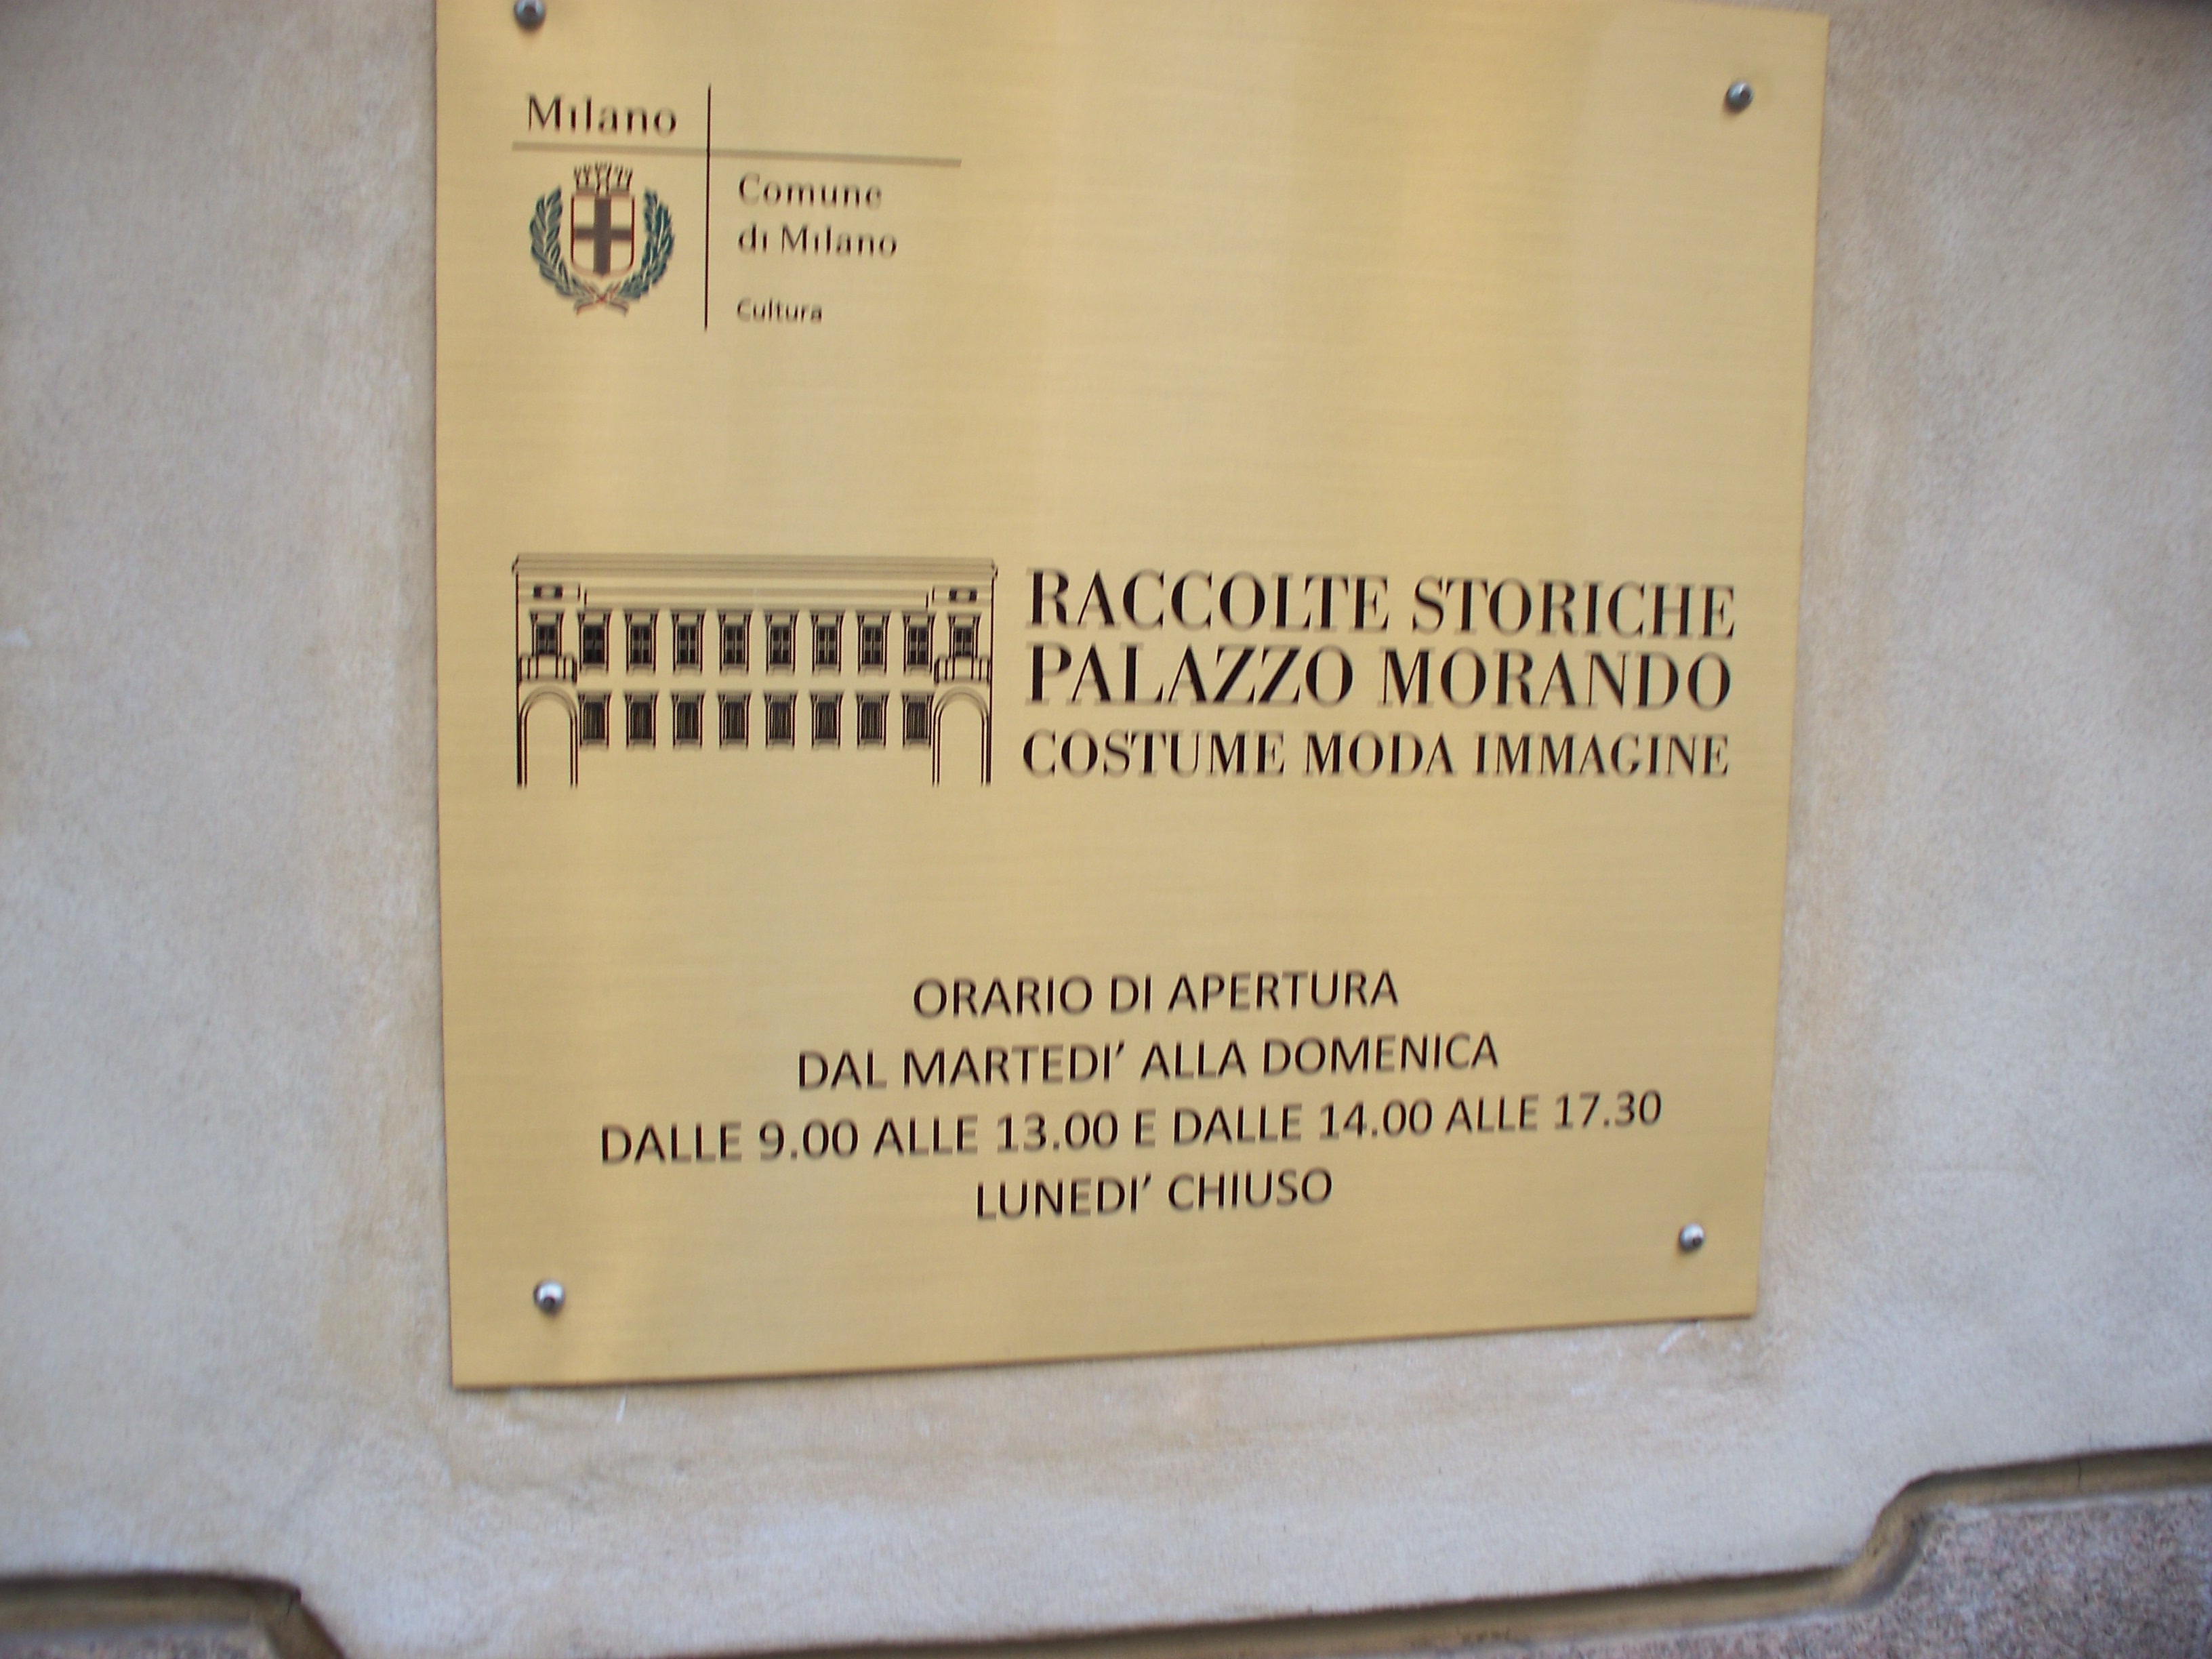 Milano
Comune
di Milano
Cultura
RACCOLTE STORICHE
PALAZZO MORANDO
COSTUME MODA IMMAGINE
ORARIO DI APERTURA
DAL MARTEDI’ ALLA DOMENICA
DALLE 9.00 ALLE 13.00 E DALLE 14.00 ALLE 17.30
LUNEDI’ CHIUSO